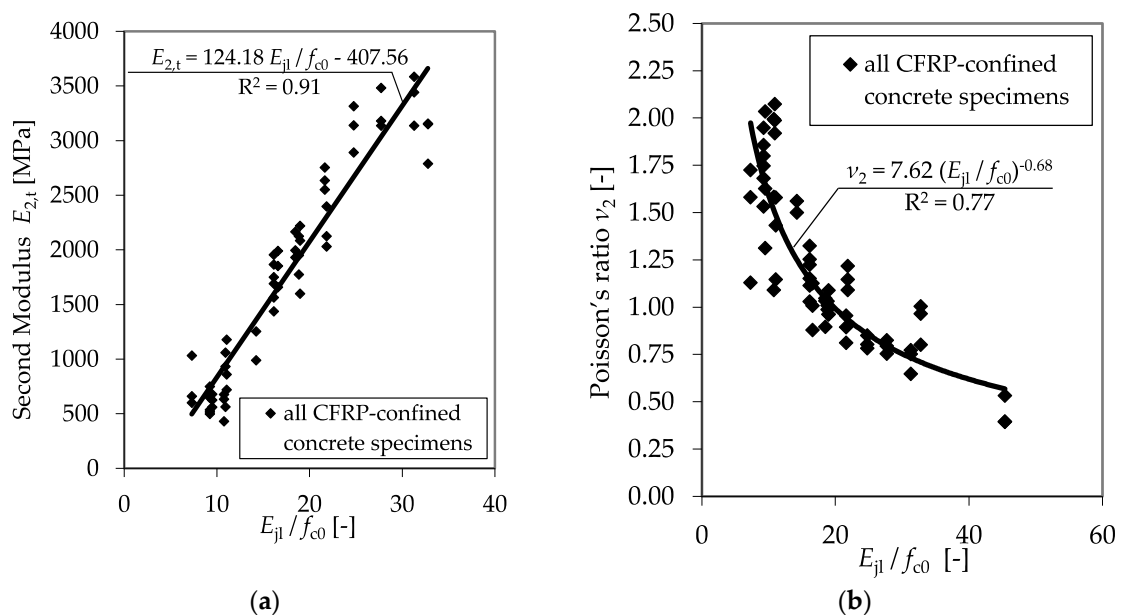 4000
3500
3000
2500
2000
1500
1000
500
0
Second Modulus E2,t [MPa]
E2,t = 124.18 Ejl / fc0 - 407.56
R² = 0.91
all CFRP-confined
concrete specimens
0 10 20 30 40
Ejl / fc0 [-]
(a)
2.50
2.25
2.00
1.75
1.50
1.25
1.00
0.75
0.50
0.25
0.00
Poisson's ratio ν2 [-]
all CFRP-confined
concrete specimens
ν2 = 7.62 (Ejl / fc0)-0.68
R² = 0.77
0 20 40 60
Ejl / fc0 [-]
(b)